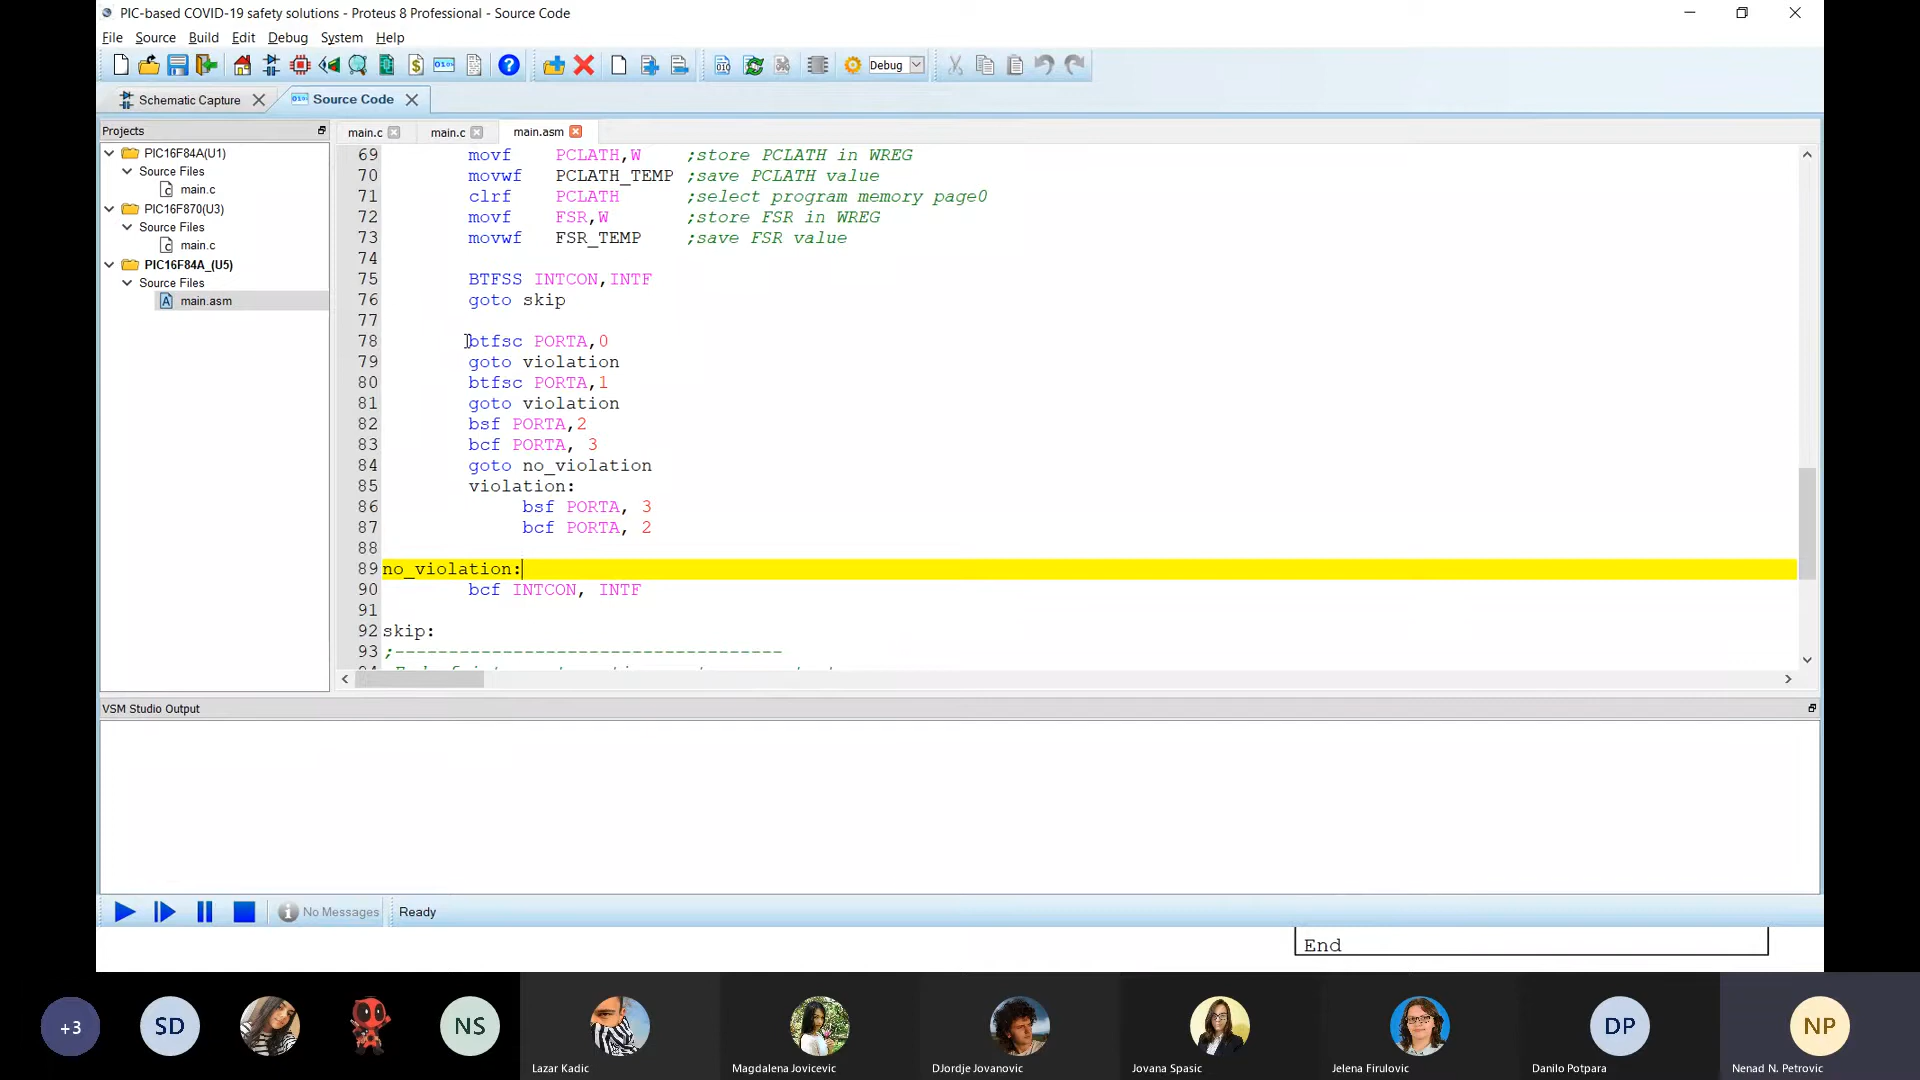 PIC-based COVID-19 safety solutions - Proteus 8 Professional - Source Code
File Source Build Edit Debug System Help
Debug
Schematic Capture Source Code
Projects
PIC16F84A(U1)
Source Files
main.c
PIC16F870(U3)
Source Files
main.c
PIC16F84A_(U5)
Source Files
main.asm
main.c main.c main.asm
69 movf PCLATH,W ;store PCLATH in WREG
70 movwf PCLATH_TEMP ;save PCLATH value
71 clrf PCLATH ;select program memory page0
72 movf FSR,W ;store FSR in WREG
73 movwf FSR_TEMP ;save FSR value
74
75 BTFSS INTCON,INTF
76 goto skip
77
78 btfsc PORTA,0
79 goto violation
80 btfsc PORTA,1
81 goto violation
82 bsf PORTA,2
83 bcf PORTA, 3
84 goto no_violation
85 violation:
86 bsf PORTA, 3
87 bcf PORTA, 2
88
89 no_violation:
90 bcf INTCON, INTF
91
92 skip:
93 ;------------------------------------
VSM Studio Output
No Messages Ready
End
+3 SD NS DP NP
Lazar Kadic Magdalena Jovicevic DJordje Jovanovic Jovana Spasic Jelena Firulovic Danilo Potpara Nenad N. Petrovic